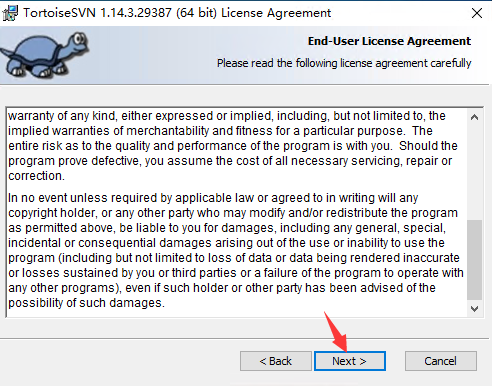 TortoiseSVN 1.14.3.29387 (64 bit) License Agreement
End-User License Agreement
Please read the following license agreement carefully
warranty of any kind, either expressed or implied, including, but not limited to, the
implied warranties of merchantability and fitness for a particular purpose. The
entire risk as to the quality and performance of the program is with you. Should the
program prove defective, you assume the cost of all necessary servicing, repair or
correction.
In no event unless required by applicable law or agreed to in writing will any
copyright holder, or any other party who may modify and/or redistribute the program
as permitted above, be liable to you for damages, including any general, special,
incidental or consequential damages arising out of the use or inability to use the
program (including but not limited to loss of data or data being rendered inaccurate
or losses sustained by you or third parties or a failure of the program to operate with
any other programs), even if such holder or other party has been advised of the
possibility of such damages.
< Back
Next >
Cancel